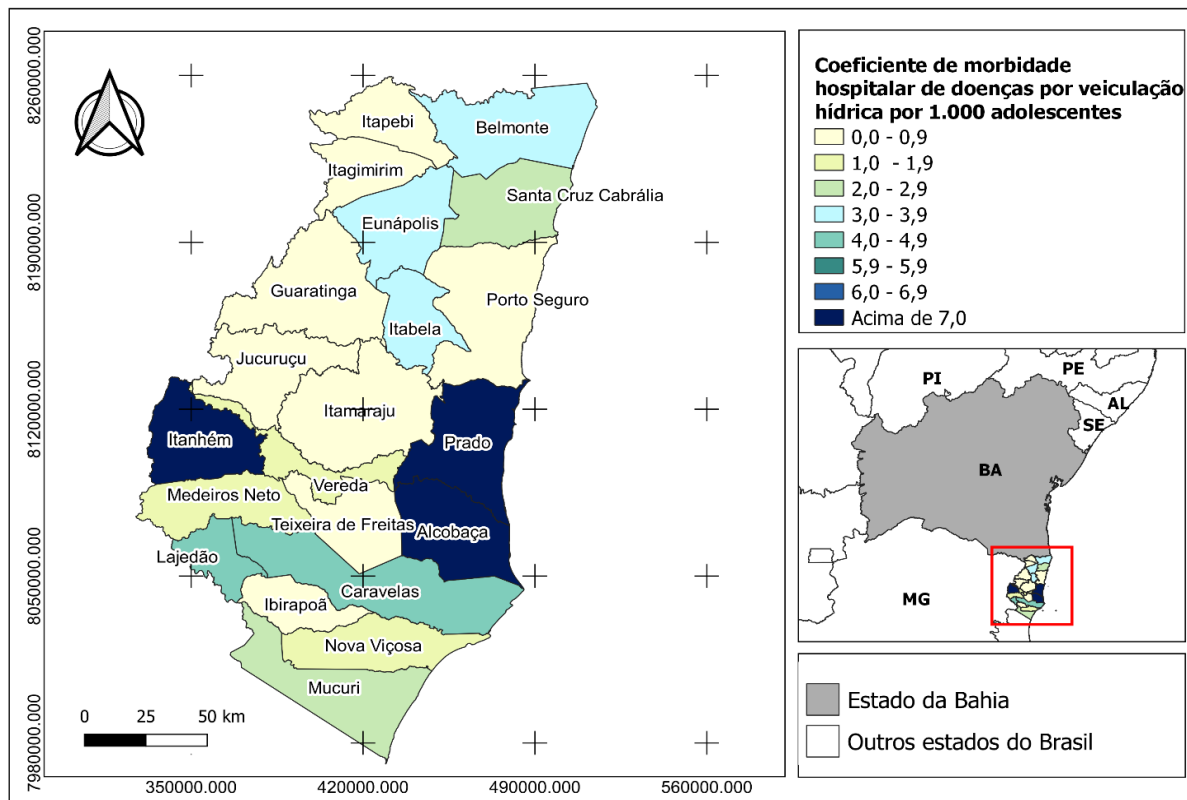 8260000.000
8190000.000
8120000.000
8050000.000
7980000.000
350000.000
420000.000
490000.000
560000.000
Itapebi
Belmonte
Itagimirim
Santa Cruz Cabrália
Eunápolis
Guaratinga
Porto Seguro
Itabela
Jucuruçu
Itamaraju
Itanhém
Prado
Vereda
Medeiros Neto
Teixeira de Freitas
Alcobaça
Lajedão
Caravelas
Ibirapoã
Nova Viçosa
Mucuri
0 25 50 km
Coeficiente de morbidade
hospitalar de doenças por veiculação
hídrica por 1.000 adolescentes
0,0 - 0,9
1,0 - 1,9
2,0 - 2,9
3,0 - 3,9
4,0 - 4,9
5,9 - 5,9
6,0 - 6,9
Acima de 7,0
PI
PE
AL
SE
BA
MG
Estado da Bahia
Outros estados do Brasil